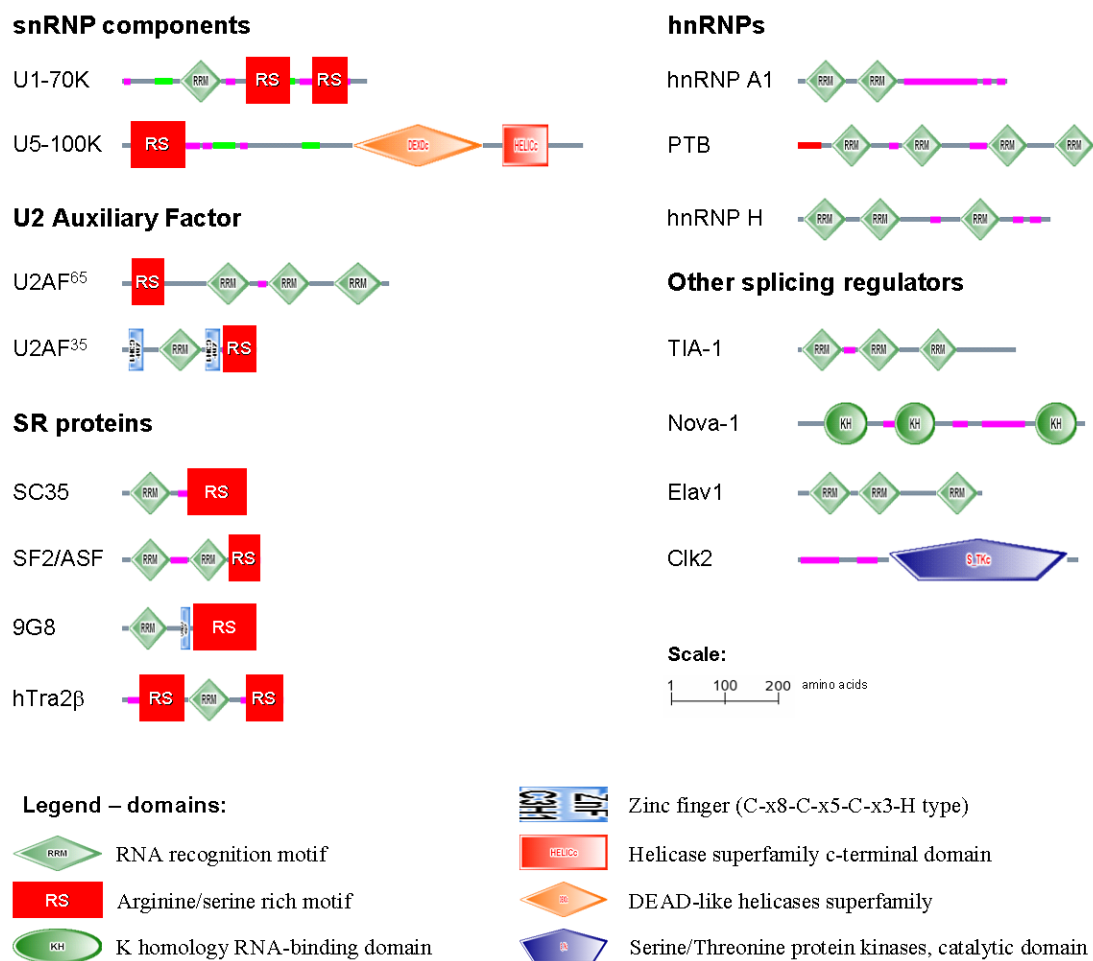 snRNP components
U1-70K
RRM RS RS
U5-100K
RS DEXDc HELICc
U2 Auxiliary Factor
U2AF65
RS RRM RRM RRM
U2AF35
RRM RS
SR proteins
SC35
RRM RS
SF2/ASF
RRM RRM RS
9G8
RRM RS
hTra2β
RS RRM RS
hnRNPs
hnRNP A1
RRM RRM
PTB
RRM RRM RRM RRM
hnRNP H
RRM RRM RRM
Other splicing regulators
TIA-1
RRM RRM RRM
Nova-1
KH KH KH
Elav1
RRM RRM RRM
Clk2
S_TKc
Scale:
1 100 200 amino acids
Legend – domains:
RRM RNA recognition motif
RS Arginine/serine rich motif
KH K homology RNA-binding domain
ZnF C3H1 Zinc finger (C-x8-C-x5-C-x3-H type)
HELICc Helicase superfamily c-terminal domain
DEAD-like helicases superfamily
Serine/Threonine protein kinases, catalytic domain